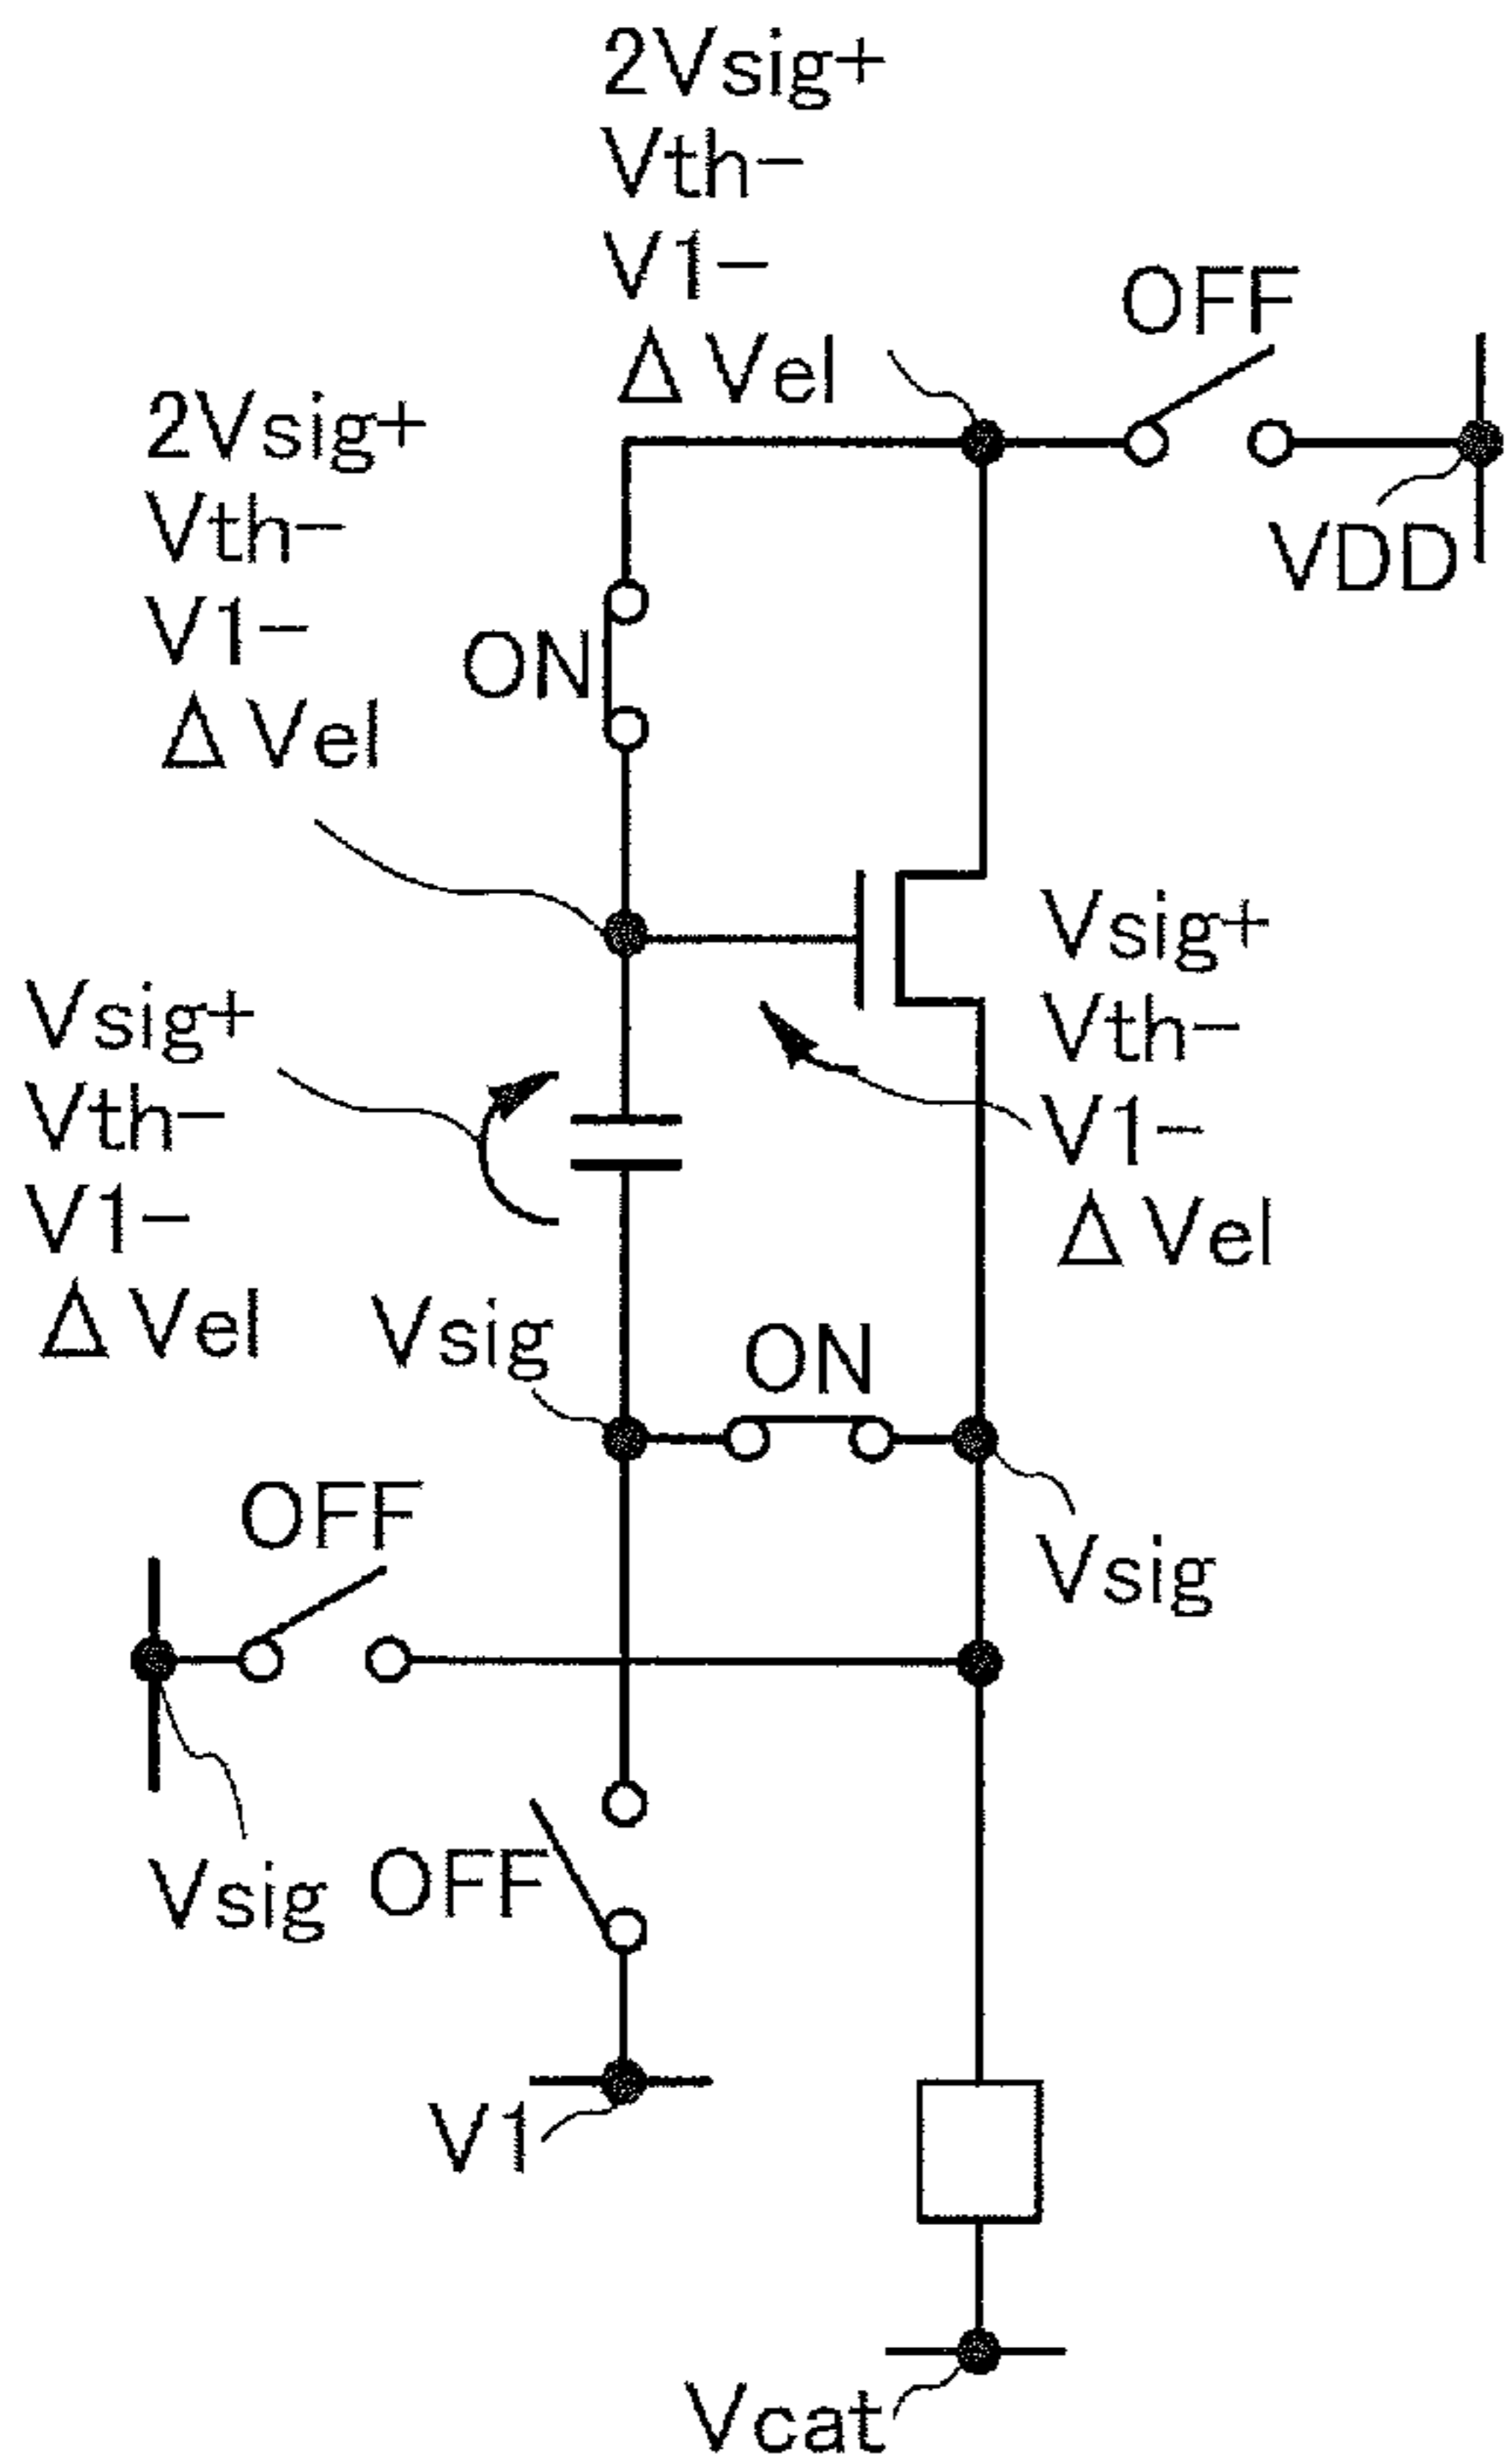 2Vsig+
Vth−
V1−
ΔVel
OFF
2Vsig+
Vth−
V1−
ΔVel
VDD
ON
Vsig+
Vth−
V1−
ΔVel
Vsig+
Vth−
V1−
ΔVel
Vsig
ON
OFF
Vsig
Vsig
OFF
V1
Vcat